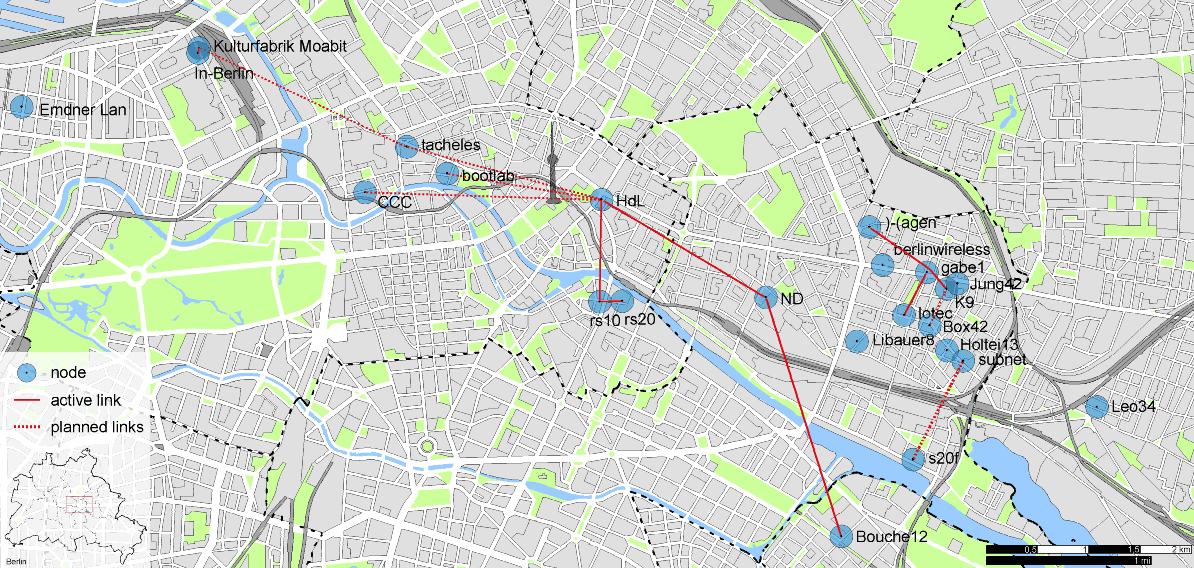 Kulturfabrik Moabit
In-Berlin
Emdner Lan
tacheles
bootlab
CCC
HdL
)-(agen
berlinwireless
gabe1
Jung42
K9
ND
lotec
rs10
rs20
Box42
Libauer8
Holtei13
subnet
node
active link
planned links
Leo34
s20f
Bouche12
Berlin
0,5 1 1,5 2 km
1 mi